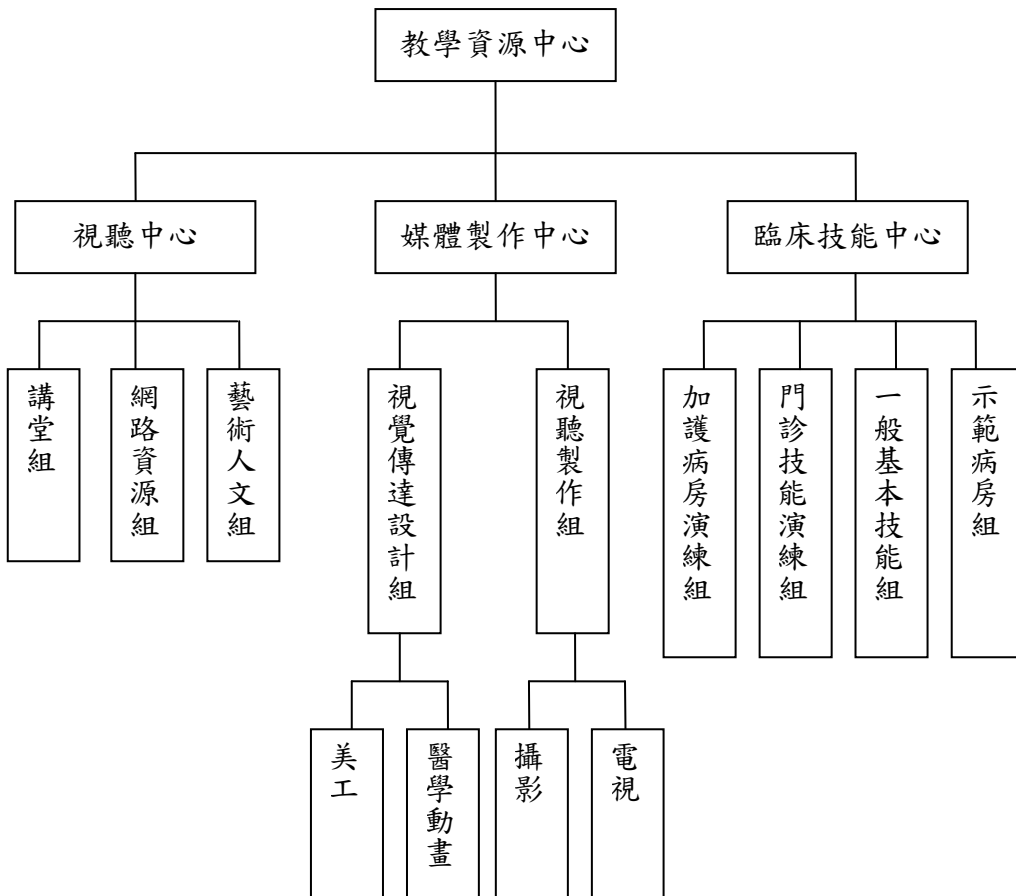 教學資源中心
視聽中心
媒體製作中心
臨床技能中心
講堂組
網路資源組
藝術人文組
視覺傳達設計組
視聽製作組
加護病房演練組
門診技能演練組
一般基本技能組
示範病房組
美工
醫學動畫
攝影
電視